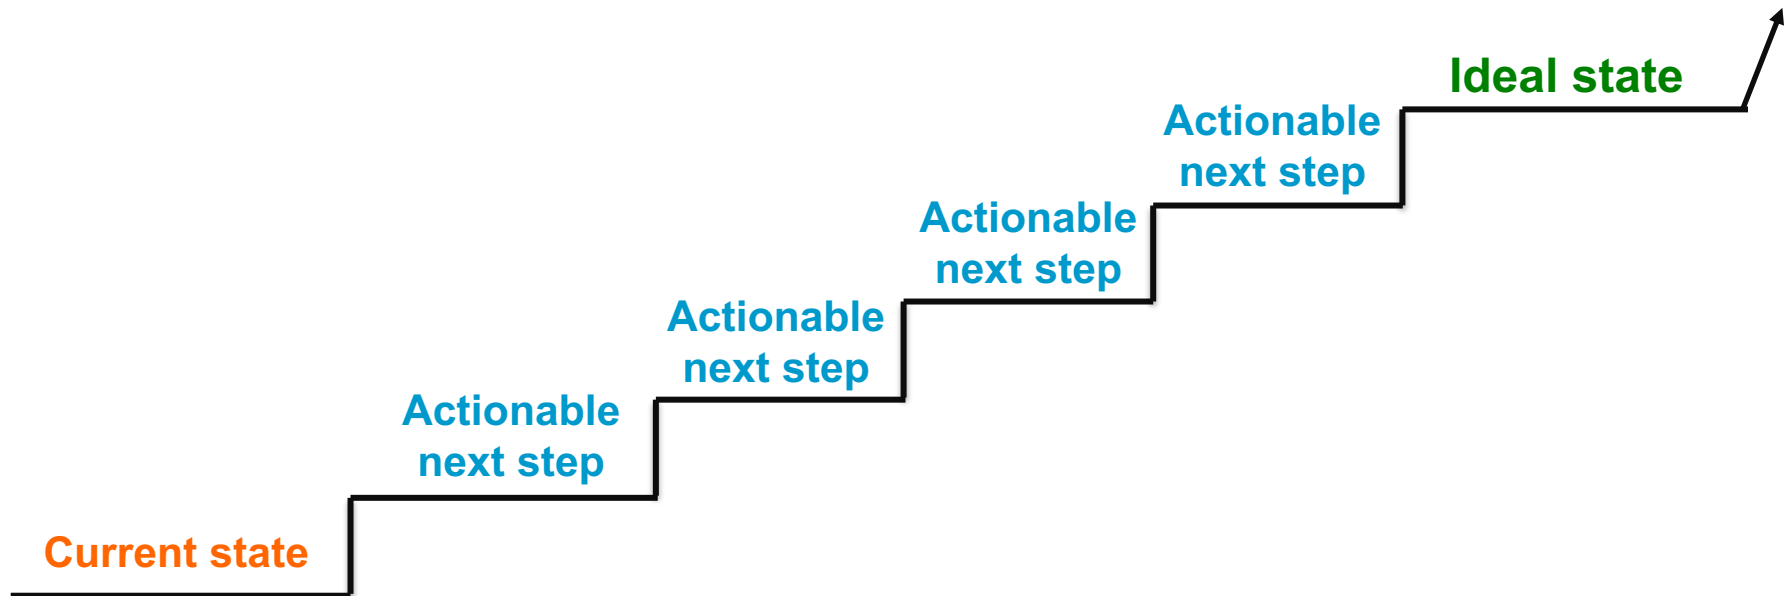 Ideal state
Actionable
next step
Actionable
next step
Actionable
next step
Actionable
next step
Current state